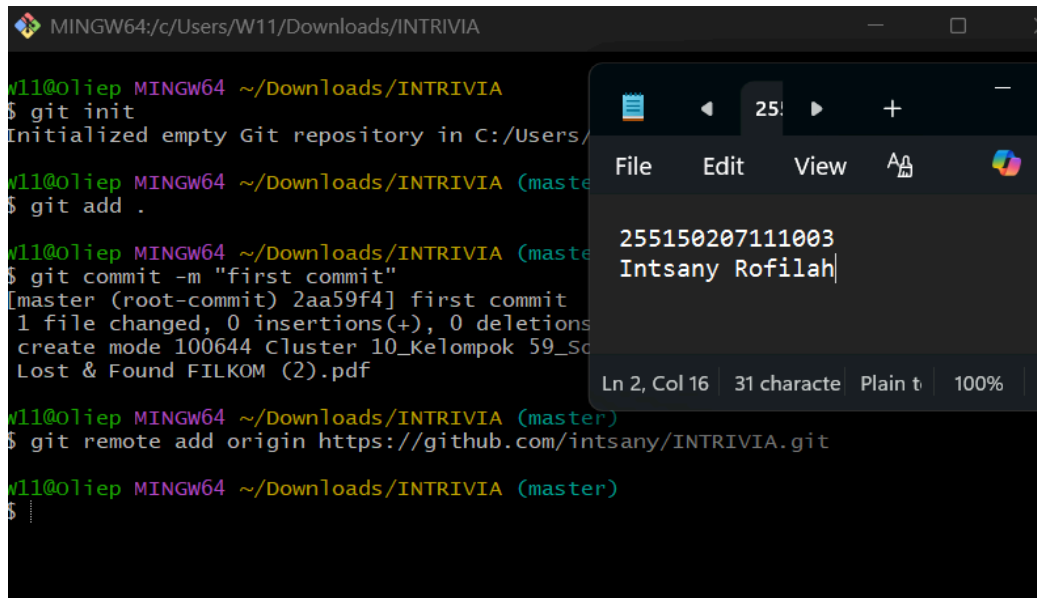 MINGW64:/c/Users/W11/Downloads/INTRIVIA
W11@Oliep MINGW64 ~/Downloads/INTRIVIA
$ git init
Initialized empty Git repository in C:/Users/
W11@Oliep MINGW64 ~/Downloads/INTRIVIA (maste
$ git add .
W11@Oliep MINGW64 ~/Downloads/INTRIVIA (maste
$ git commit -m "first commit"
[master (root-commit) 2aa59f4] first commit
1 file changed, 0 insertions(+), 0 deletions
create mode 100644 Cluster 10_Kelompok 59_Sc
Lost & Found FILKOM (2).pdf
W11@Oliep MINGW64 ~/Downloads/INTRIVIA (master)
$ git remote add origin https://github.com/intsany/INTRIVIA.git
W11@Oliep MINGW64 ~/Downloads/INTRIVIA (master)
$
255
File Edit View
255150207111003
Intsany Rofilah
Ln 2, Col 16 31 characte Plain t 100%